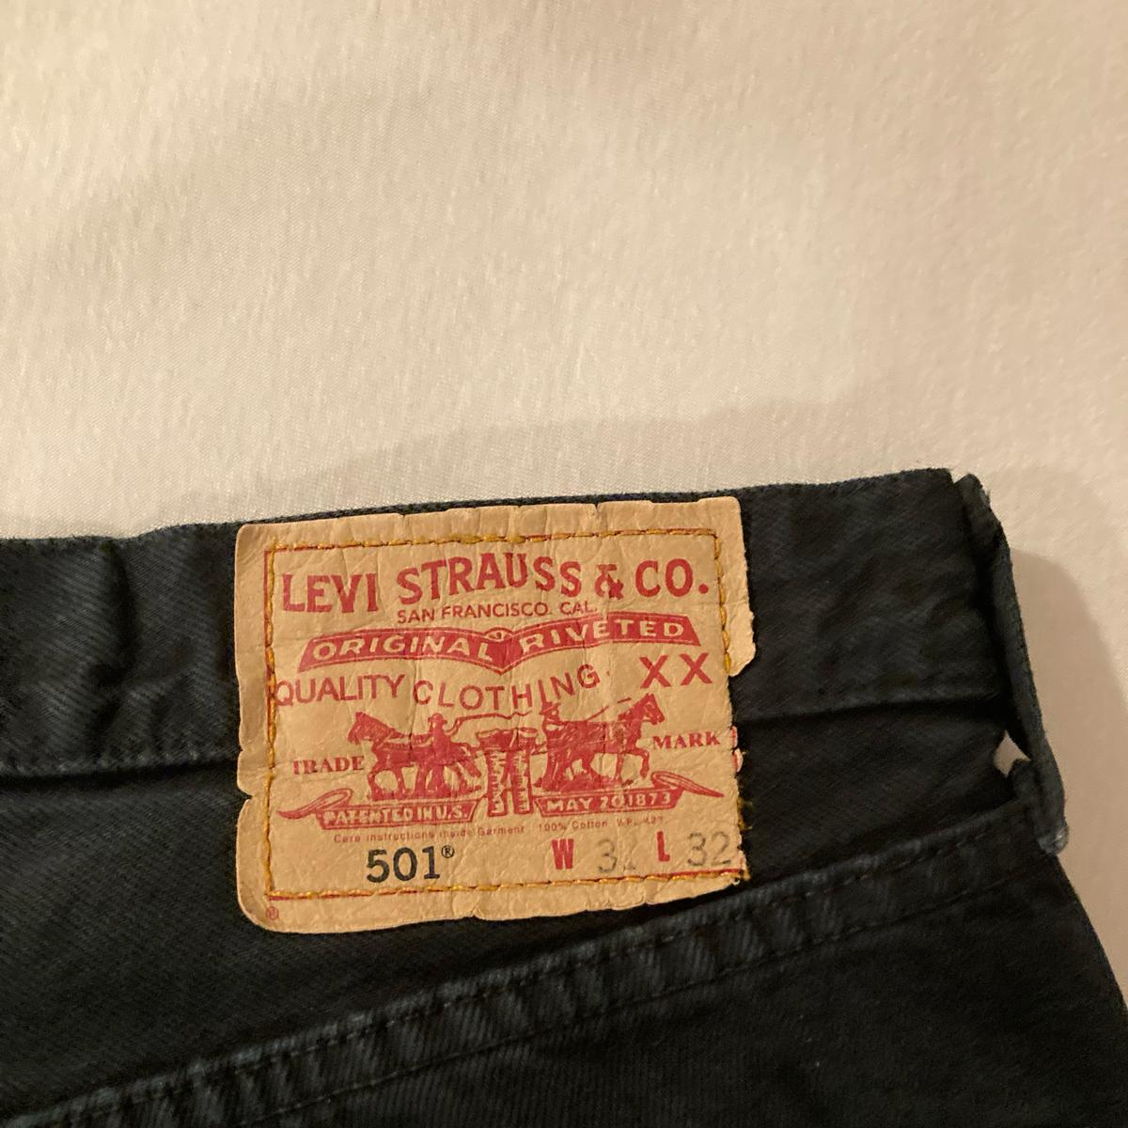 LEVI STRAUSS & CO.
SAN FRANCISCO. CAL.
ORIGINAL RIVETED
QUALITY CLOTHING XX
TRADE MARK
PATENTED IN U.S. MAY 20 1873
Care instructions inside Garment 100% Cotton
501® W L 32
®